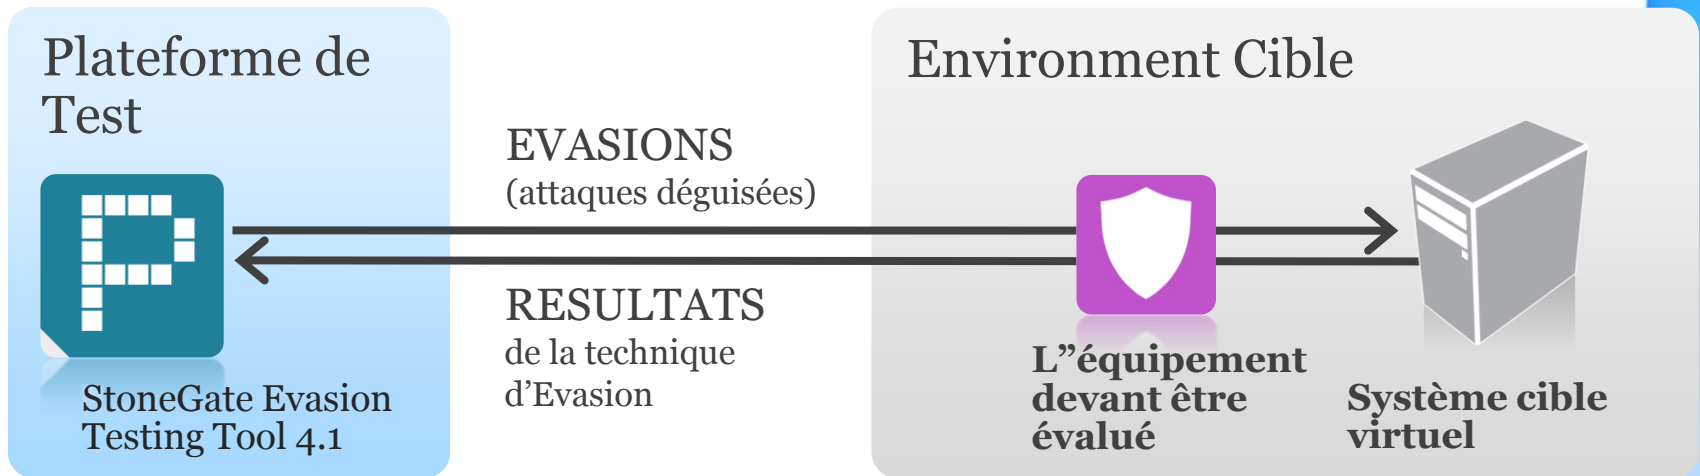 Plateforme de
Test
StoneGate Evasion
Testing Tool 4.1
EVASIONS
(attaques déguisées)
RESULTATS
de la technique
d’Evasion
Environment Cible
L”équipement
devant être
évalué
Système cible
virtuel